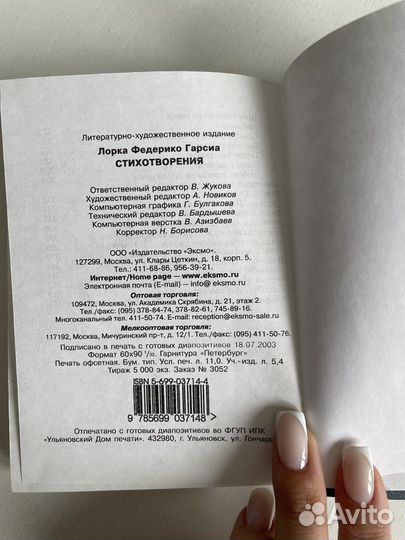 Литературно-художественное издание
Лорка Федерико Гарсиа
СТИХОТВОРЕНИЯ
Ответственный редактор В. Жукова
Художественный редактор А. Новиков
Компьютерная графика Г. Булгакова
Технический редактор В. Бардышева
Компьютерная верстка В. Азизбаев
Корректор Н. Борисова
ООО «Издательство «Эксмо».
127299, Москва, ул. Клары Цеткин, д. 18, корп. 5.
Тел.: 411-68-86, 956-39-21.
Интернет/Home page — www.eksmo.ru
Электронная почта (E-mail) — info@ eksmo.ru
Оптовая торговля:
109472, Москва, ул. Академика Скрябина, д. 21, этаж 2.
Тел./факс: (095) 378-84-74, 378-82-61, 745-89-16.
Многоканальный тел. 411-50-74. E-mail: reception@eksmo-sale.ru
Мелкооптовая торговля:
117192, Москва, Мичуринский пр-т, д. 12/1. Тел./факс: (095) 411-50-76.
Подписано в печать с готовых диапозитивов 18.07.2003
Формат 60x90 1/32. Гарнитура «Петербург»
Печать офсетная. Бум. тип. Усл. печ. л. 11,0. Уч.-изд. л. 5,4
Тираж 5 000 экз. Заказ № 3052
ISBN 5-699-03714-4
9 785699 037148 >
Отпечатано с готовых диапозитивов во ФГУП ИПК
"Ульяновский Дом печати". 432980, г. Ульяновск, ул. Гончаро
Avito